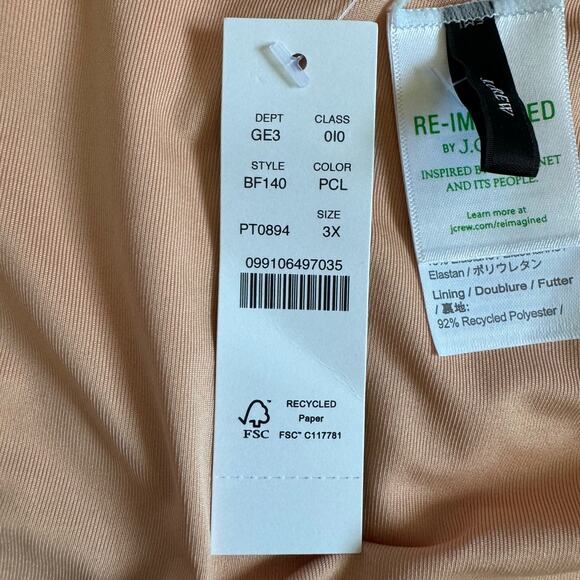 DEPT CLASS
GE3 0I0
STYLE COLOR
BF140 PCL
SIZE
PT0894 3X
099106497035
RECYCLED
Paper
FSC FSC™ C117781
J.CREW
RE-IM ED
BY J.C
INSPIRED NET
AND ITS PEOPLE.
Learn more at
jcrew.com/reimagined
Elastan / ポリウレタン
Lining / Doublure / Futter
/ 裏地:
92% Recycled Polyester /